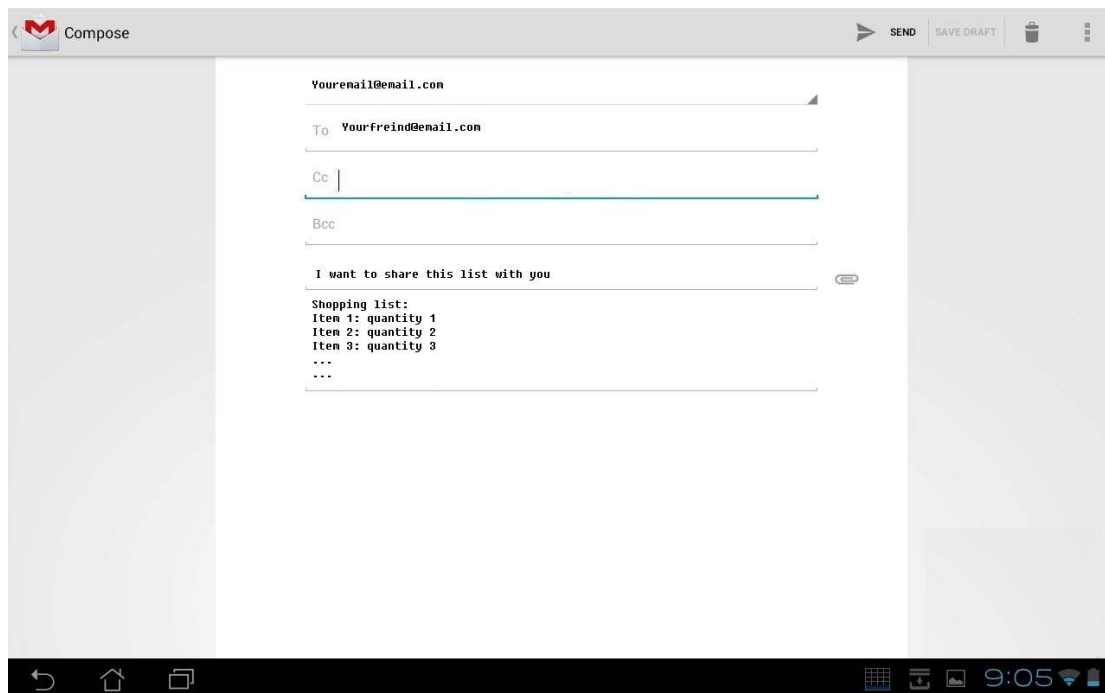 Compose
SEND
SAVE DRAFT
Youremail@email.com
To Yourfreind@email.com
Cc
Bcc
I want to share this list with you
Shopping list:
Item 1: quantity 1
Item 2: quantity 2
Item 3: quantity 3
...
...
9:05